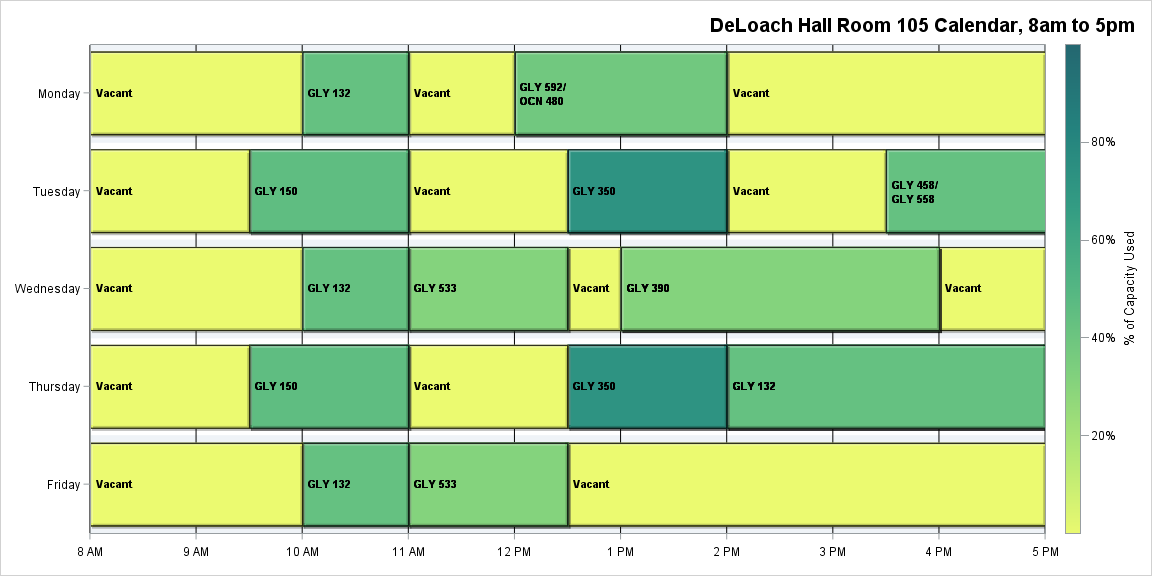 DeLoach Hall Room 105 Calendar, 8am to 5pm
Monday
Vacant
GLY 132
Vacant
GLY 592/
OCN 480
Vacant
Tuesday
Vacant
GLY 150
Vacant
GLY 350
Vacant
GLY 458/
GLY 558
Wednesday
Vacant
GLY 132
GLY 533
Vacant
GLY 390
Vacant
Thursday
Vacant
GLY 150
Vacant
GLY 350
GLY 132
Friday
Vacant
GLY 132
GLY 533
Vacant
8 AM
9 AM
10 AM
11 AM
12 PM
1 PM
2 PM
3 PM
4 PM
5 PM
80%
60%
40%
20%
% of Capacity Used